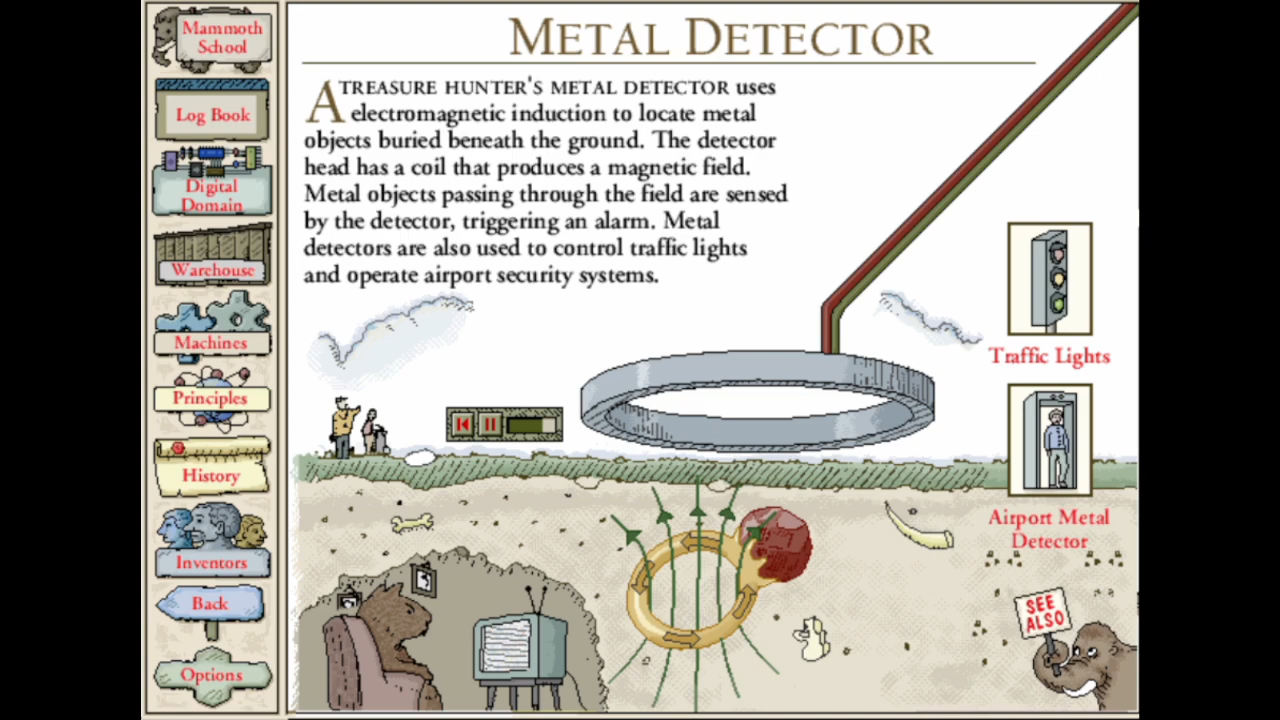 Mammoth
School
Log Book
Digital
Domain
Warehouse
Machines
Principles
History
Inventors
Back
Options
METAL DETECTOR
A TREASURE HUNTER'S METAL DETECTOR uses
electromagnetic induction to locate metal
objects buried beneath the ground. The detector
head has a coil that produces a magnetic field.
Metal objects passing through the field are sensed
by the detector, triggering an alarm. Metal
detectors are also used to control traffic lights
and operate airport security systems.
Traffic Lights
Airport Metal
Detector
SEE
ALSO